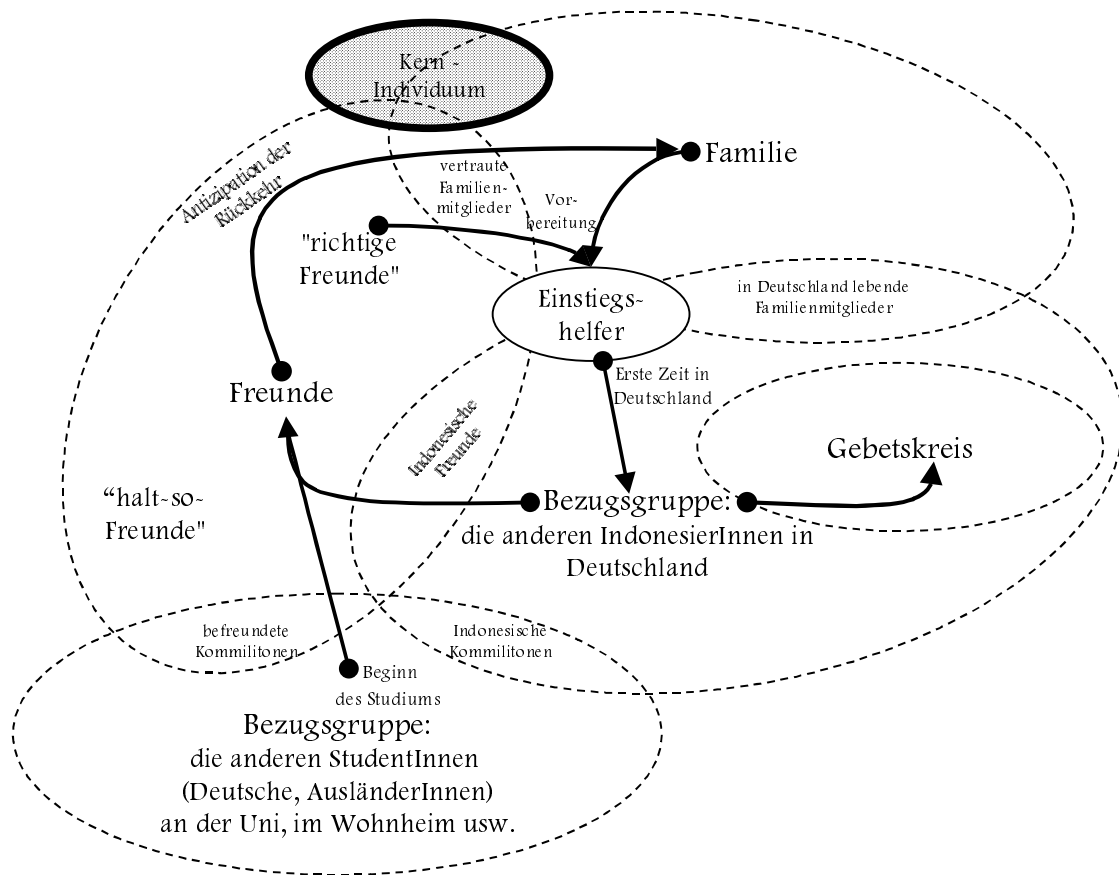 Kern -
Individuum
Familie
Antizipation der
Rückkehr
vertraute
Familien-
mitglieder
Vor-
bereitung
"richtige
Freunde"
Einstiegs-
helfer
in Deutschland lebende
Familienmitglieder
Freunde
Erste Zeit in
Deutschland
Indonesische
Freunde
Gebetskreis
“halt-so-
Freunde"
Bezugsgruppe:
die anderen IndonesierInnen in
Deutschland
befreundete
Kommilitonen
Indonesische
Kommilitonen
Beginn
des Studiums
Bezugsgruppe:
die anderen StudentInnen
(Deutsche, AusländerInnen)
an der Uni, im Wohnheim usw.